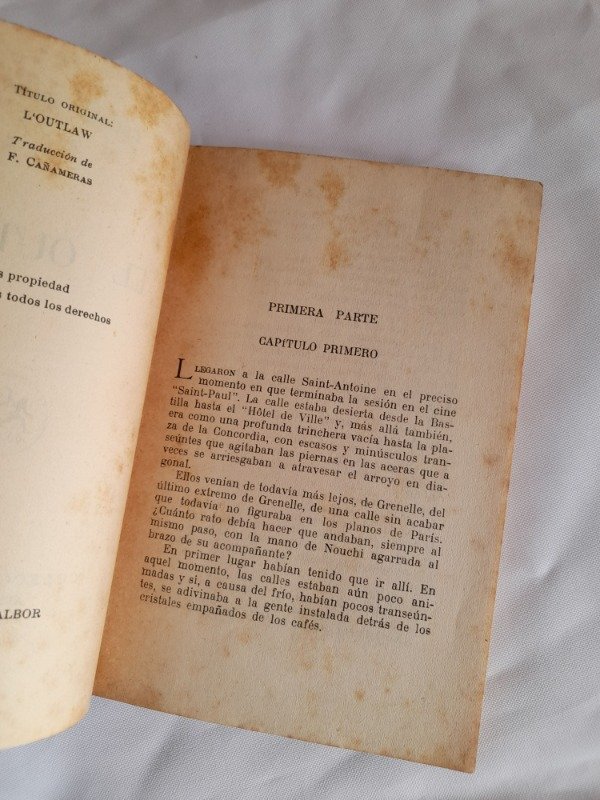 TÍTULO ORIGINAL:
L'OUTLAW
Traducción de
F. CAÑAMERAS
propiedad
todos los derechos
ALBOR
PRIMERA PARTE
CAPÍTULO PRIMERO
LLEGARON a la calle Saint-Antoine en el preciso
momento en que terminaba la sesión en el cine
"Saint-Paul". La calle estaba desierta desde la Bas-
tilla hasta el "Hôtel de Ville" y, más allá también,
era como una profunda trinchera vacía hasta la pla-
za de la Concordia, con escasos y minúsculos tran-
seúntes que agitaban las piernas en las aceras que a
veces se arriesgaban a atravesar el arroyo en dia-
gonal.
Ellos venían de todavía más lejos, de Grenelle, del
último extremo de Grenelle, de una calle sin acabar
que todavía no figuraba en los planos de París.
¿Cuánto rato debía hacer que andaban, siempre al
mismo paso, con la mano de Nouchi agarrada al
brazo de su acompañante?
En primer lugar habían tenido que ir allí. En
aquel momento, las calles estaban aún poco ani-
madas y si, a causa del frío, habían pocos transeún-
tes, se adivinaba a la gente instalada detrás de los
cristales empañados de los cafés.